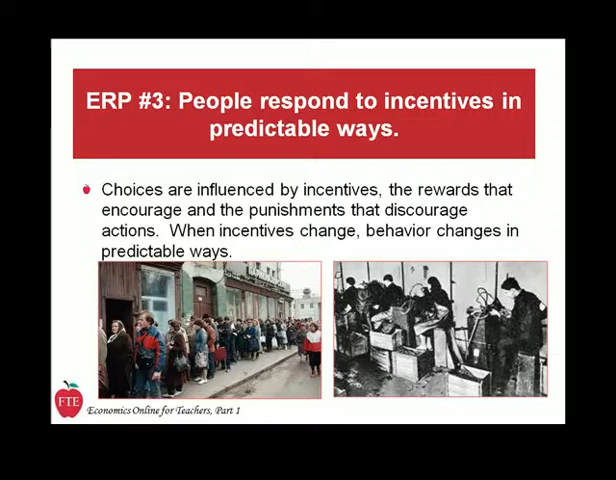 ERP #3: People respond to incentives in
predictable ways.
Choices are influenced by incentives, the rewards that
encourage and the punishments that discourage
actions.  When incentives change, behavior changes in
predictable ways.
FTE
Economics Online for Teachers, Part 1